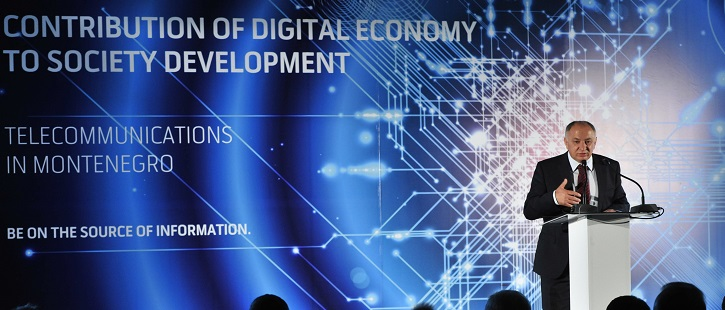 CONTRIBUTION OF DIGITAL ECONOMY
TO SOCIETY DEVELOPMENT
TELECOMMUNICATIONS
IN MONTENEGRO
BE ON THE SOURCE OF INFORMATION.